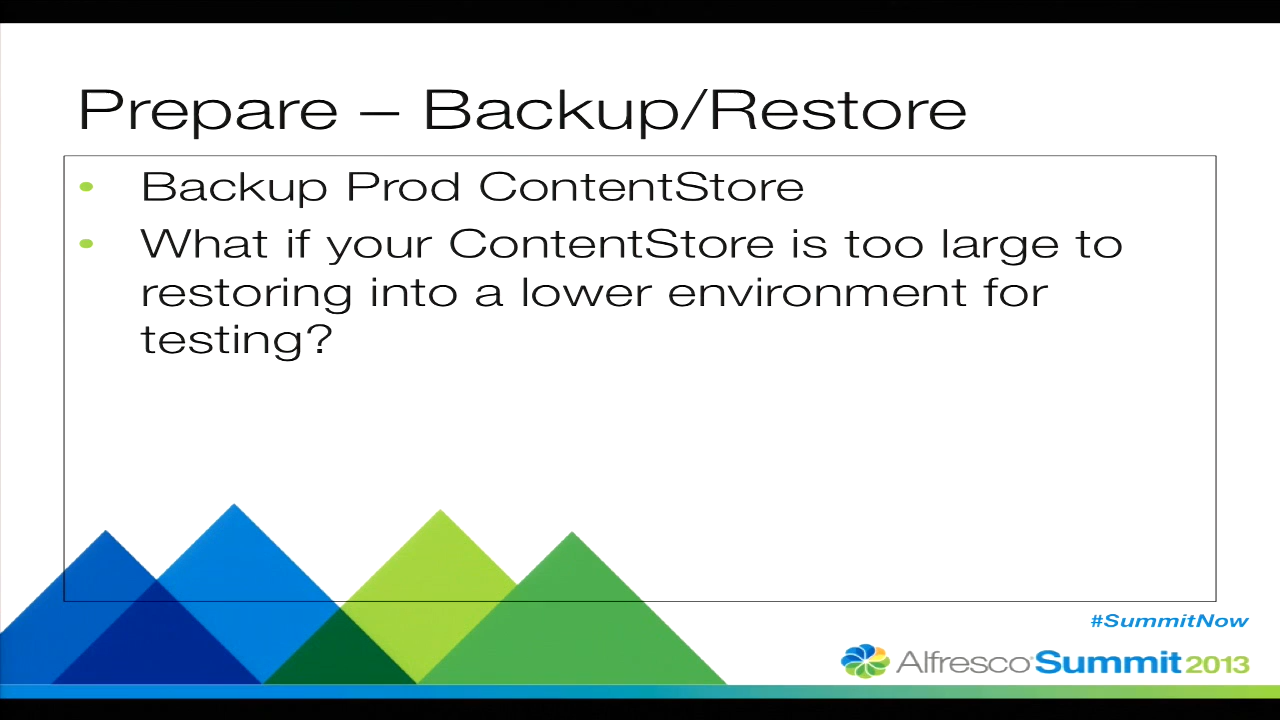 Prepare – Backup/Restore
• Backup Prod ContentStore
• What if your ContentStore is too large to
restoring into a lower environment for
testing?
#SummitNow
Alfresco Summit 2013